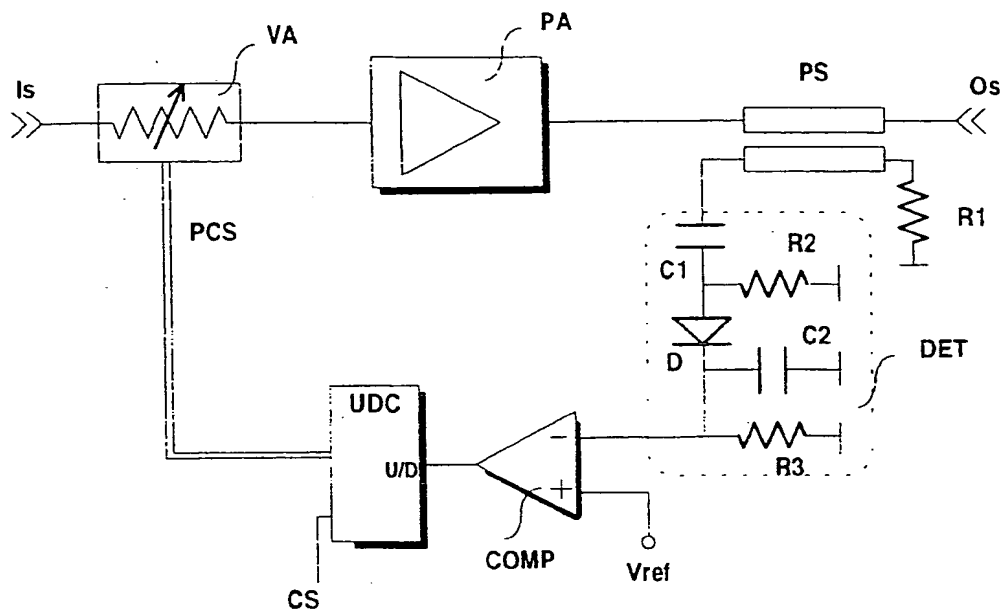 VA
PA
PS
Is
Os
PCS
R1
C1
R2
D
C2
DET
UDC
U/D
−
R3
+
COMP
Vref
CS